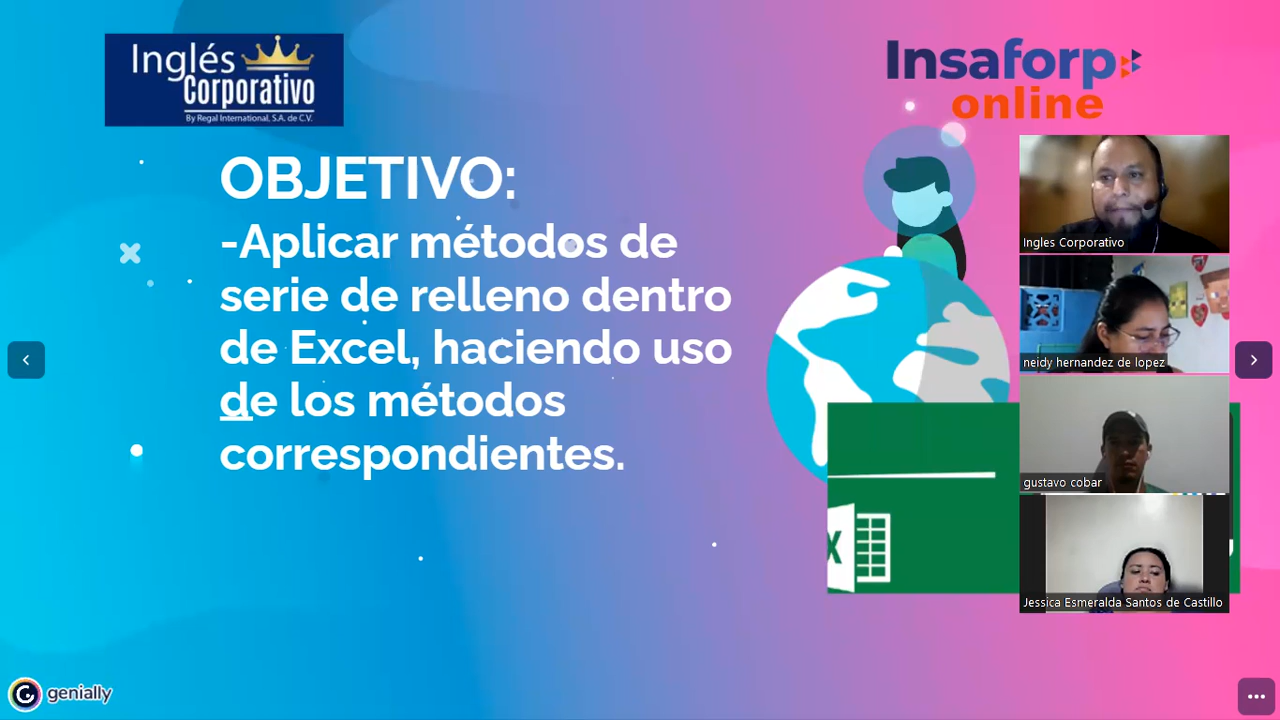 Inglés
Corporativo
By Regal International, S.A. de C.V.
Insaforp
online
OBJETIVO:
-Aplicar métodos de
serie de relleno dentro
de Excel, haciendo uso
de los métodos
correspondientes.
X
Ingles Corporativo
neidy hernandez de lopez
gustavo cobar
Jessica Esmeralda Santos de Castillo
genially